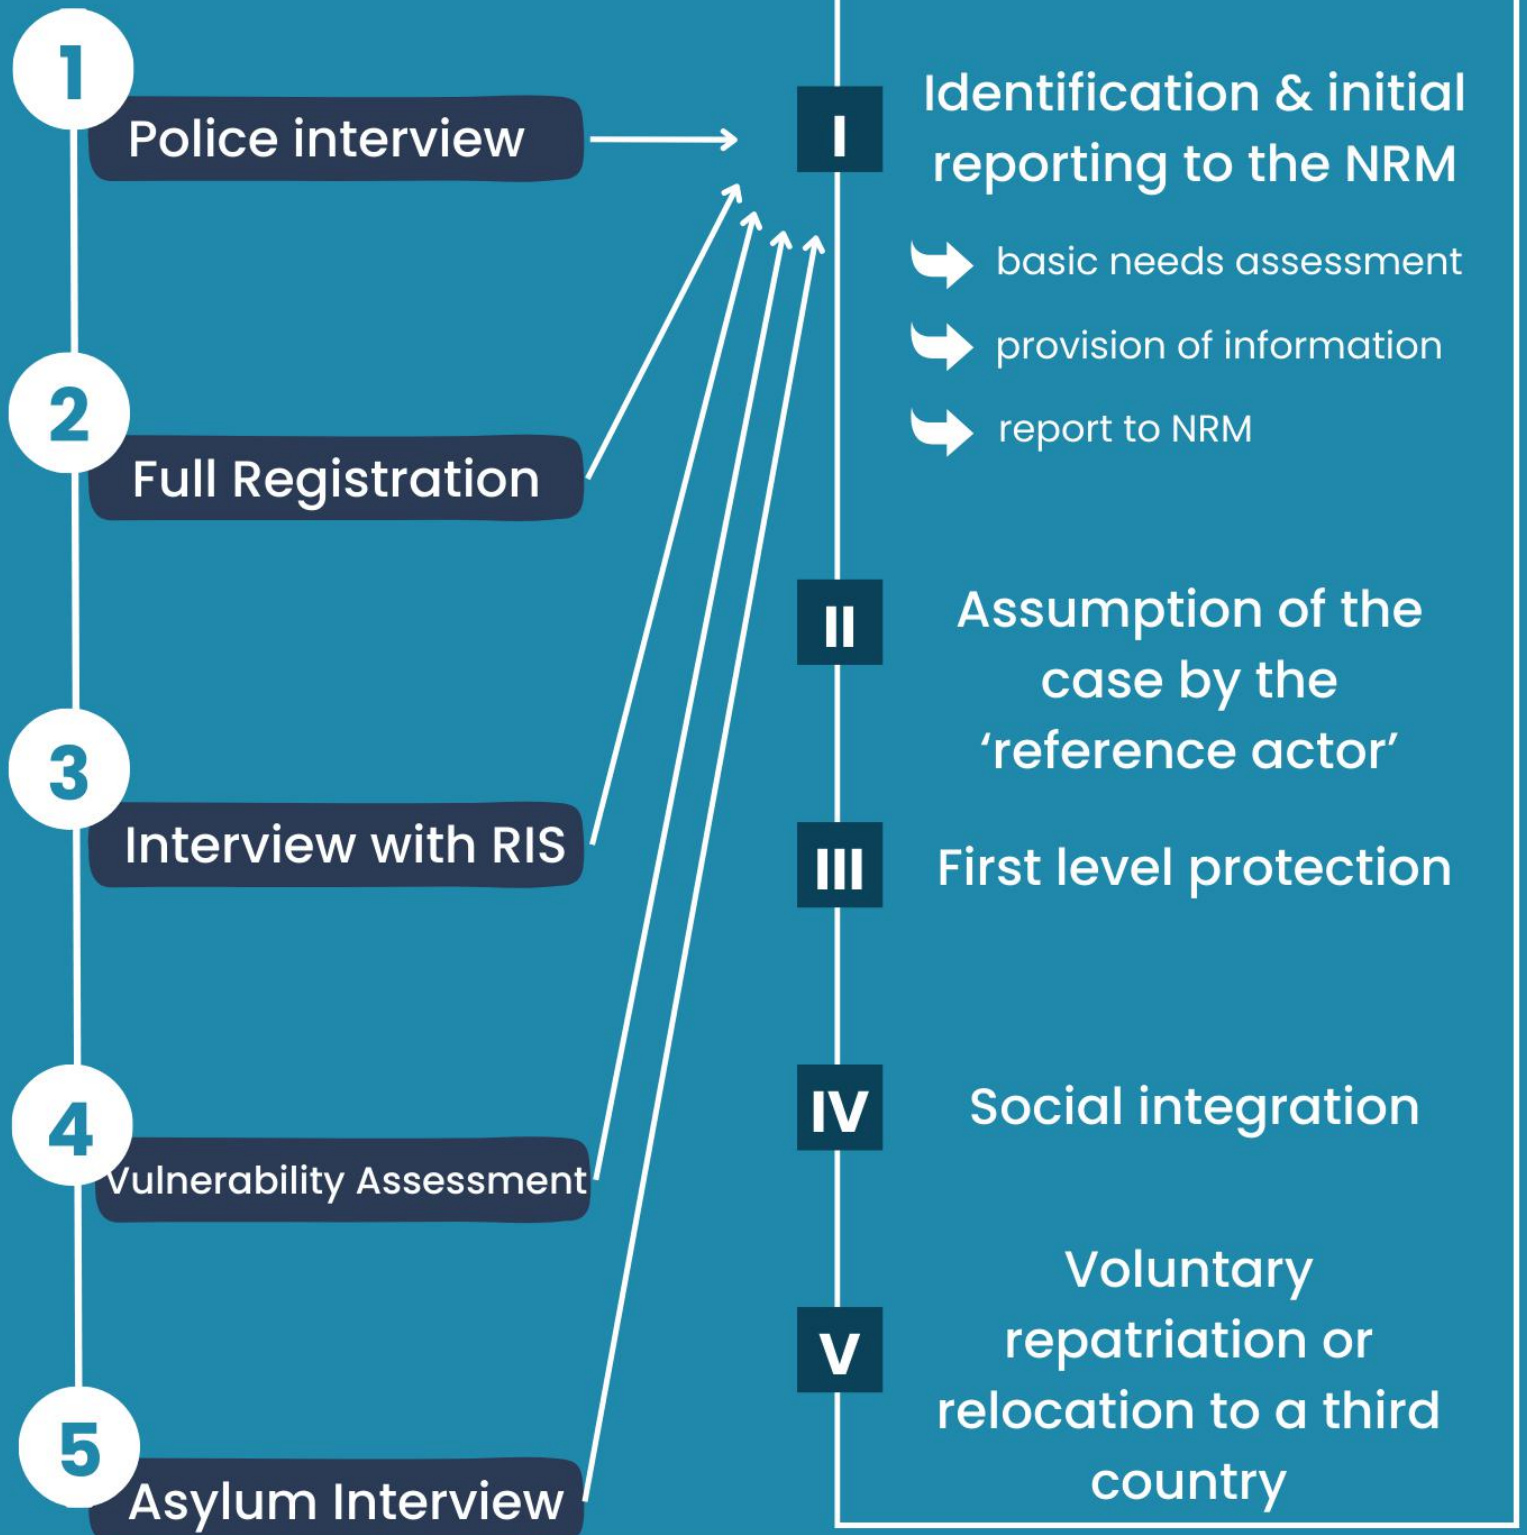 1
Police interview
2
Full Registration
3
Interview with RIS
4
Vulnerability Assessment
5
Asylum Interview
I
Identification & initial
reporting to the NRM
basic needs assessment
provision of information
report to NRM
II
Assumption of the
case by the
‘reference actor’
III
First level protection
IV
Social integration
V
Voluntary
repatriation or
relocation to a third
country